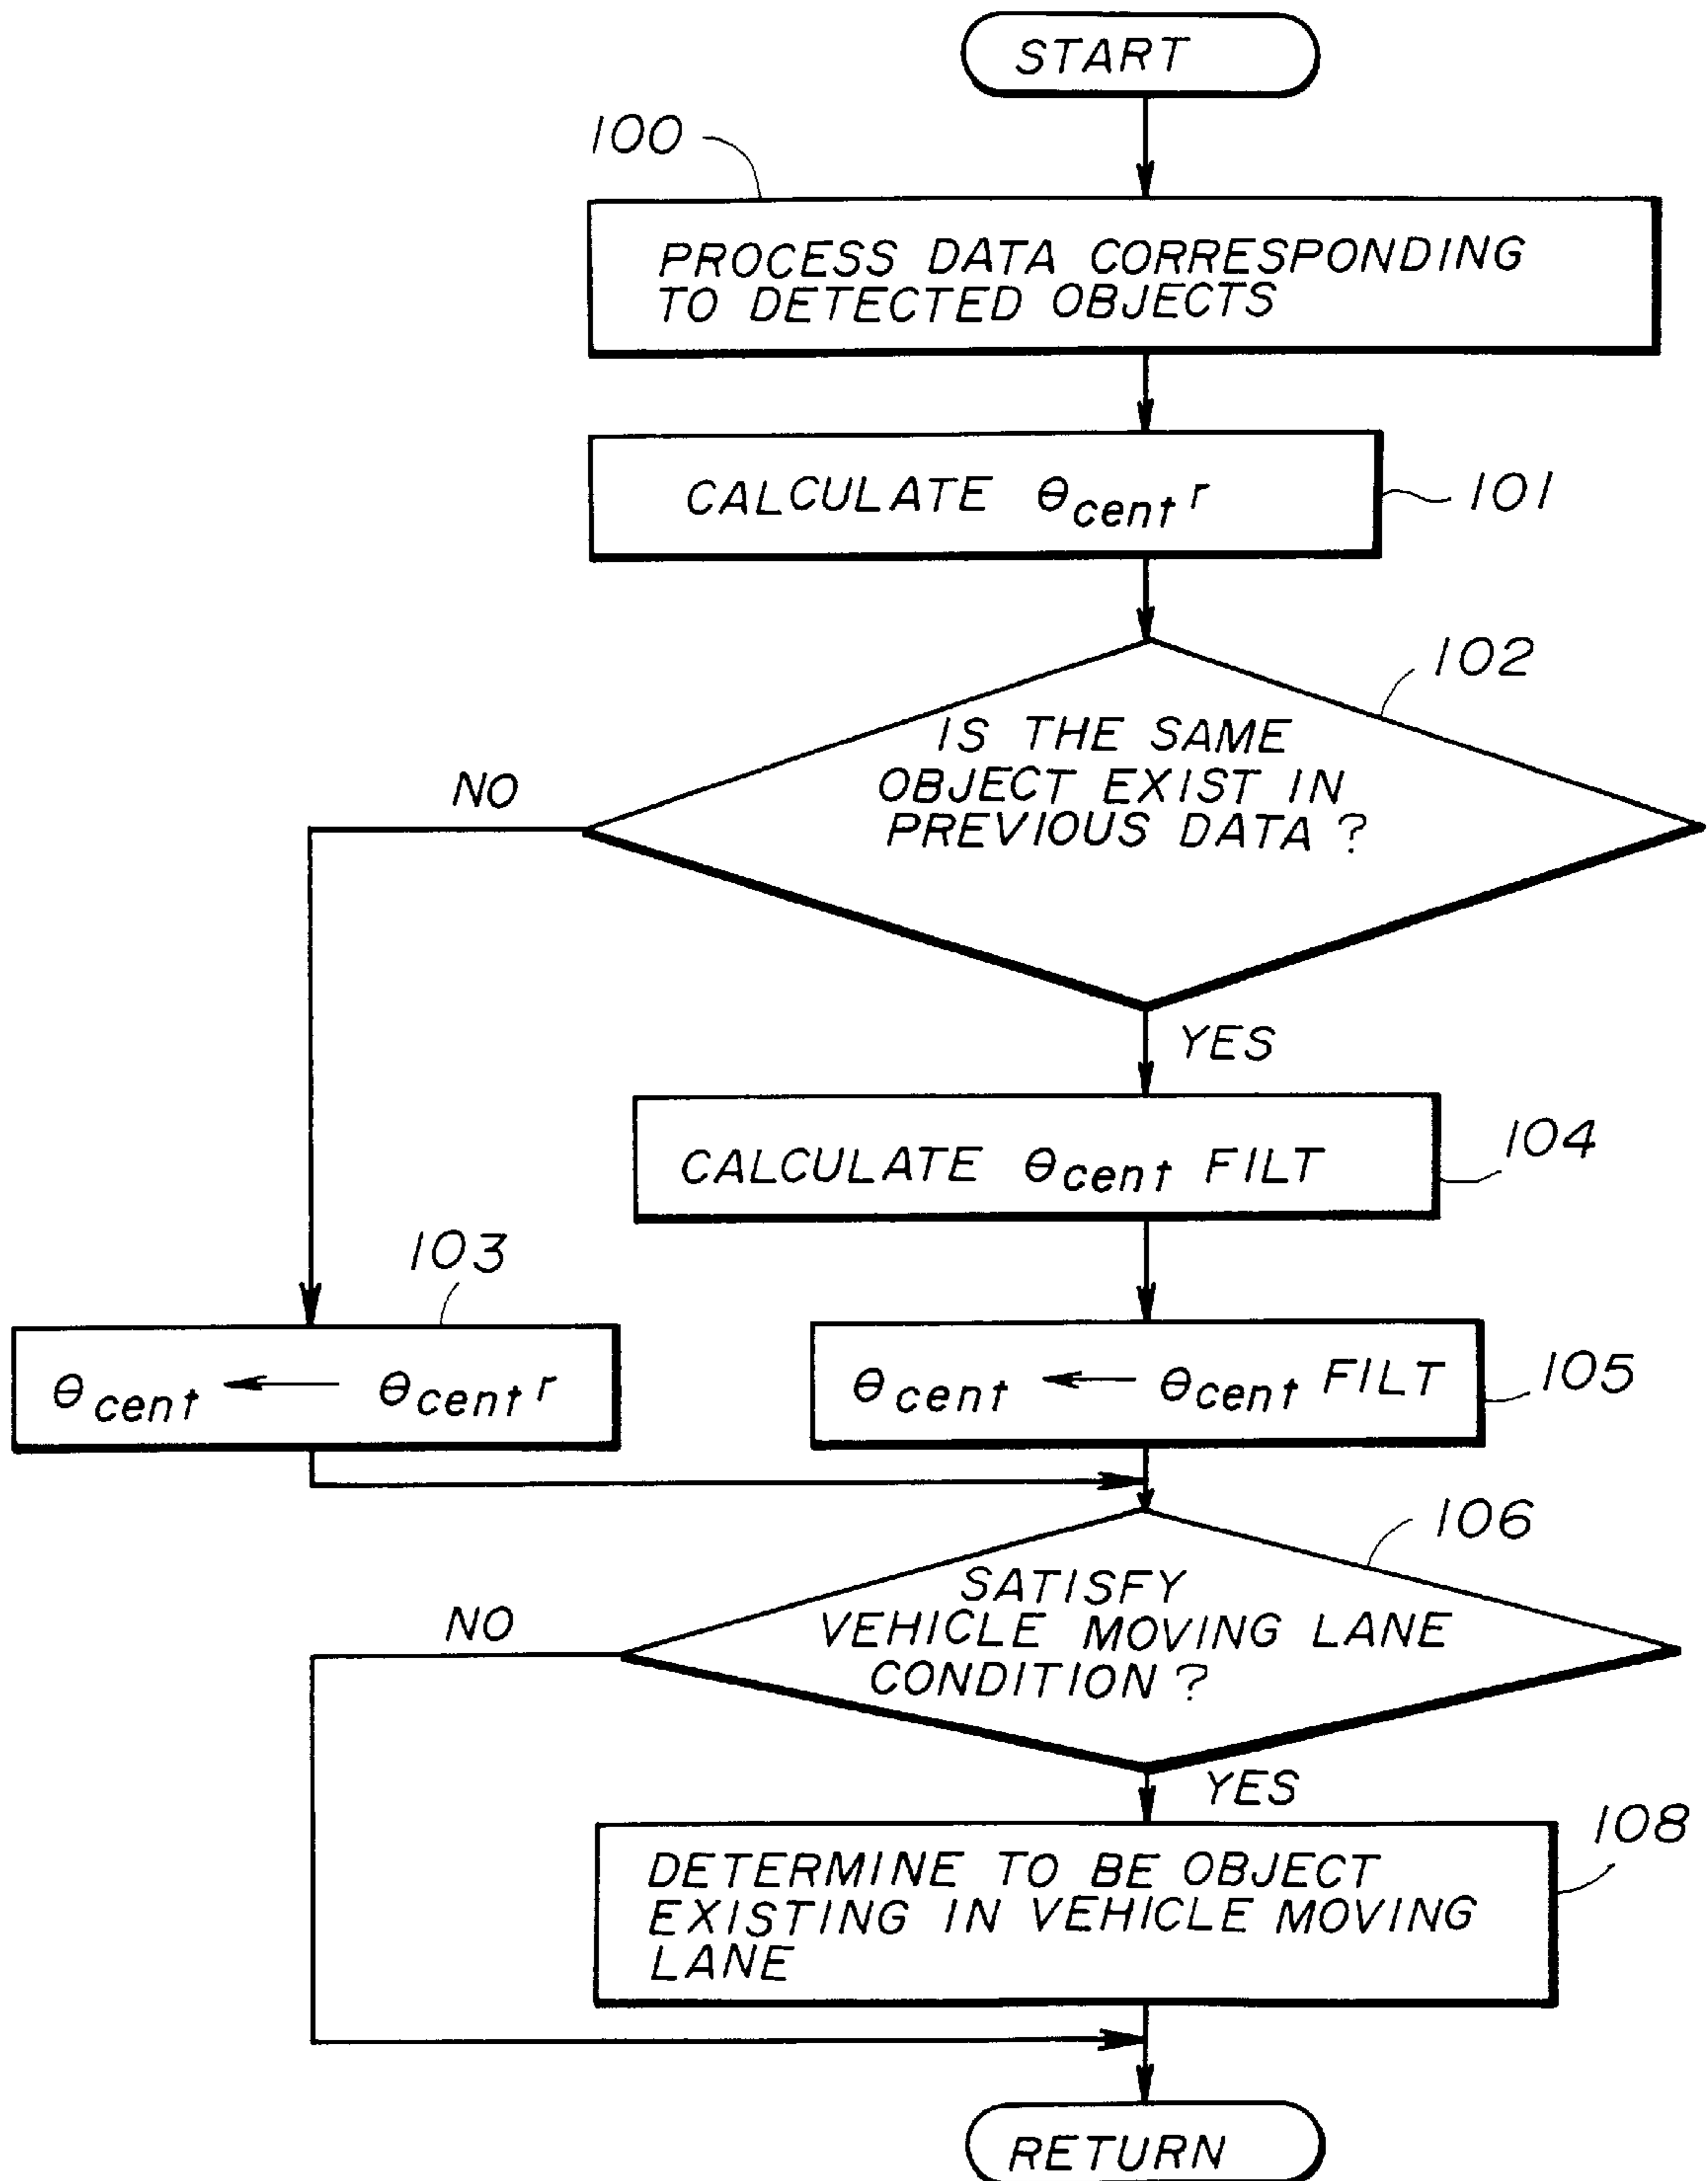 START
100
PROCESS DATA CORRESPONDING
TO DETECTED OBJECTS
CALCULATE θcent r
101
102
IS THE SAME
OBJECT EXIST IN
PREVIOUS DATA ?
NO
YES
CALCULATE θcent FILT
104
103
θcent ← θcent r
θcent ← θcent FILT
105
106
SATISFY
VEHICLE MOVING LANE
CONDITION ?
NO
YES
108
DETERMINE TO BE OBJECT
EXISTING IN VEHICLE MOVING
LANE
RETURN